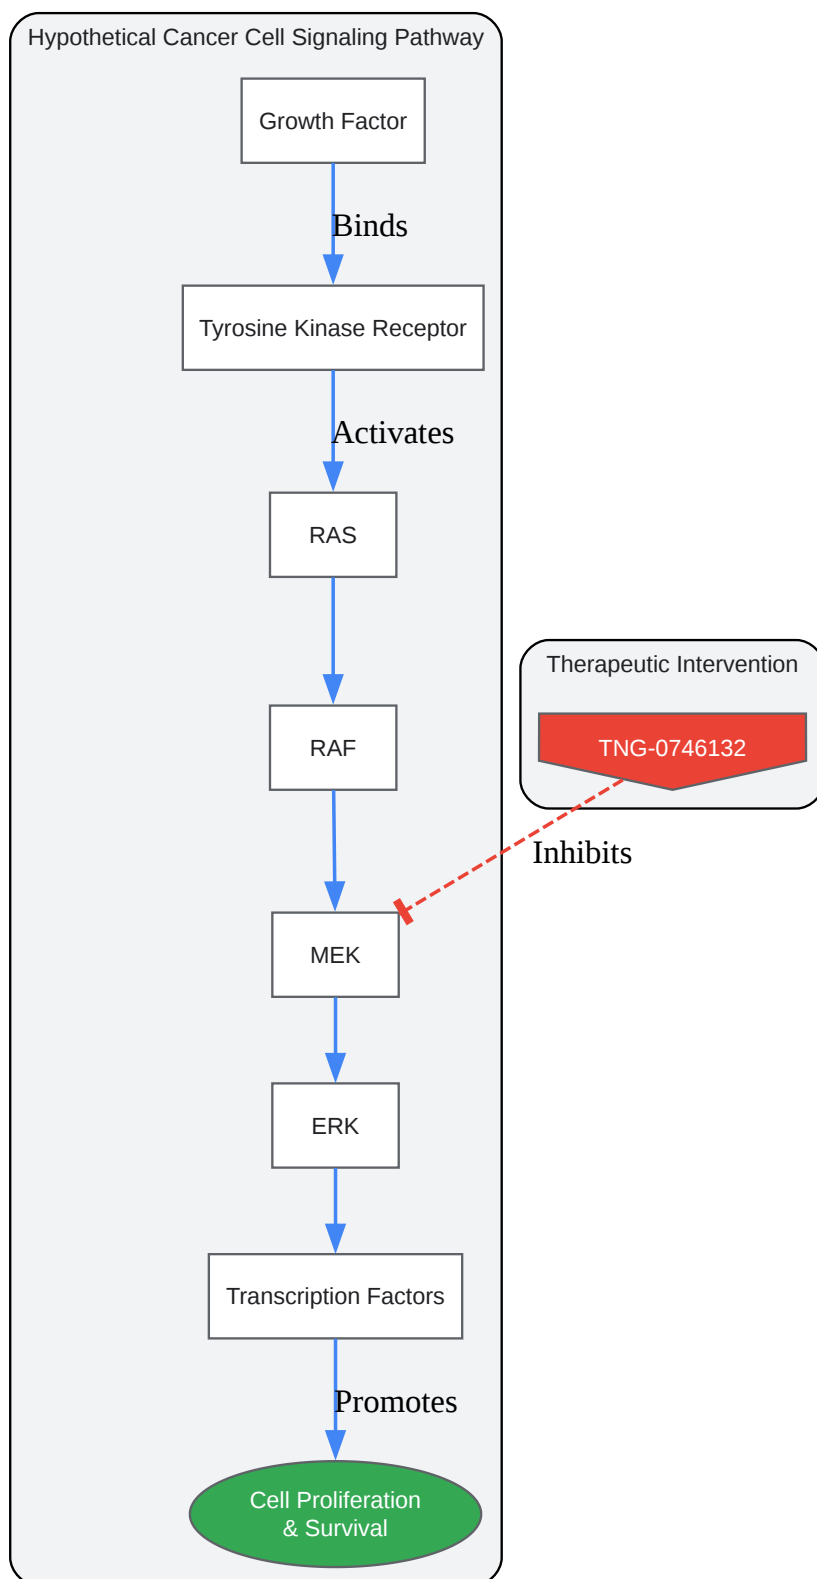 Hypothetical Cancer Cell Signaling Pathway
Growth Factor
Binds
Tyrosine Kinase Receptor
Activates
RAS
RAF
Therapeutic Intervention
TNG-0746132
Inhibits
MEK
ERK
Transcription Factors
Promotes
Cell Proliferation
& Survival